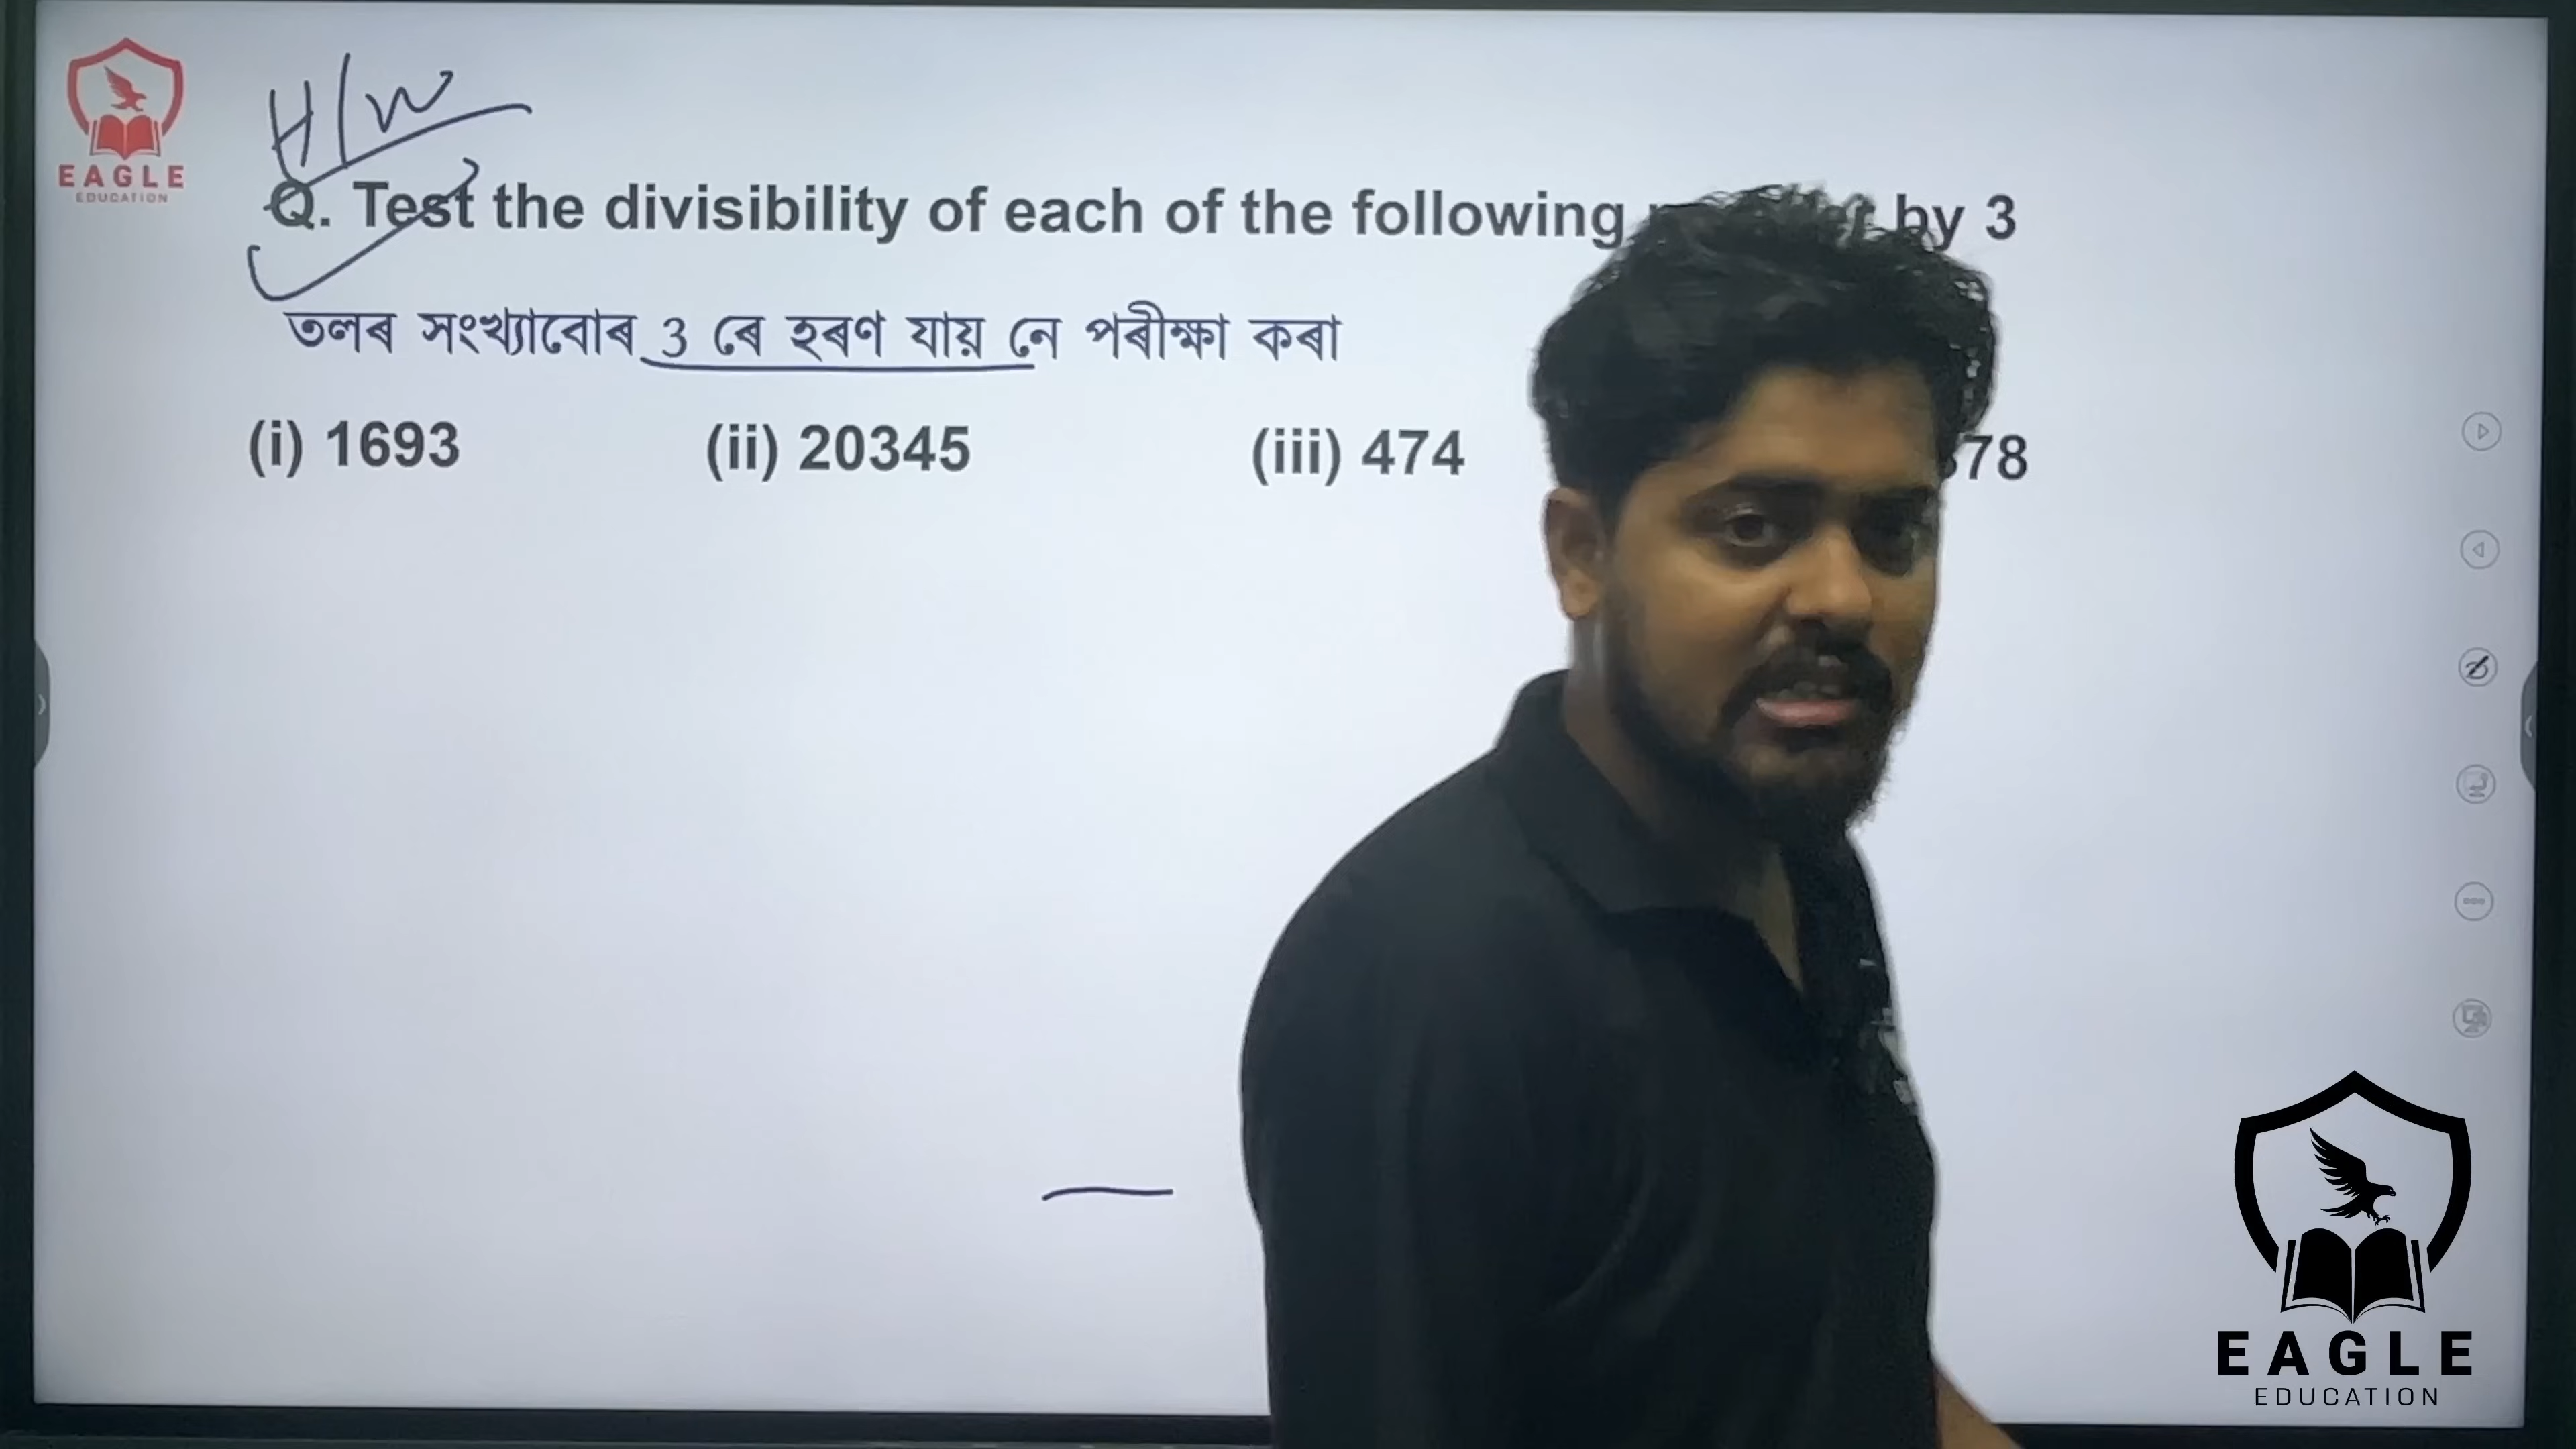 EAGLE
EDUCATION
H/W
Q. Test the divisibility of each of the following by 3
তলৰ সংখ্যাবোৰ 3 ৰে হৰণ যায় নে পৰীক্ষা কৰা
(i) 1693 (ii) 20345 (iii) 474 78
EAGLE
EDUCATION